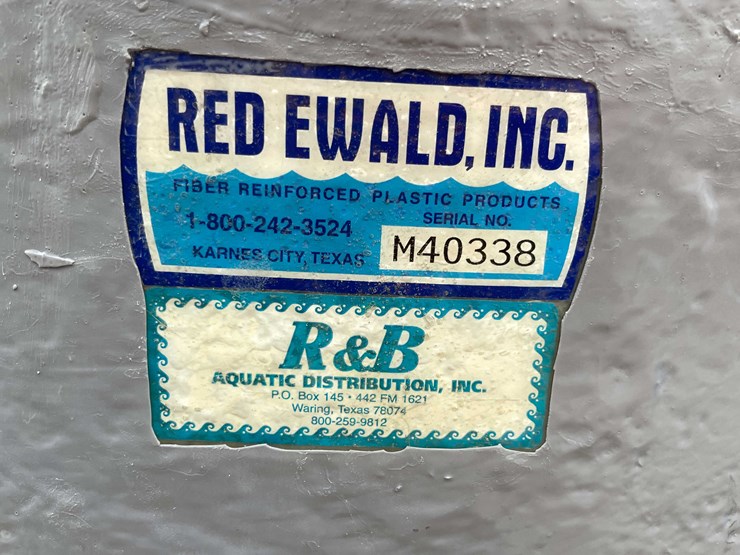 RED EWALD, INC.
FIBER REINFORCED PLASTIC PRODUCTS
1-800-242-3524
SERIAL NO.
KARNES CITY, TEXAS
M40338
R&B
AQUATIC DISTRIBUTION, INC.
P.O. Box 145 • 442 FM 1621
Waring, Texas 78074
800-259-9812